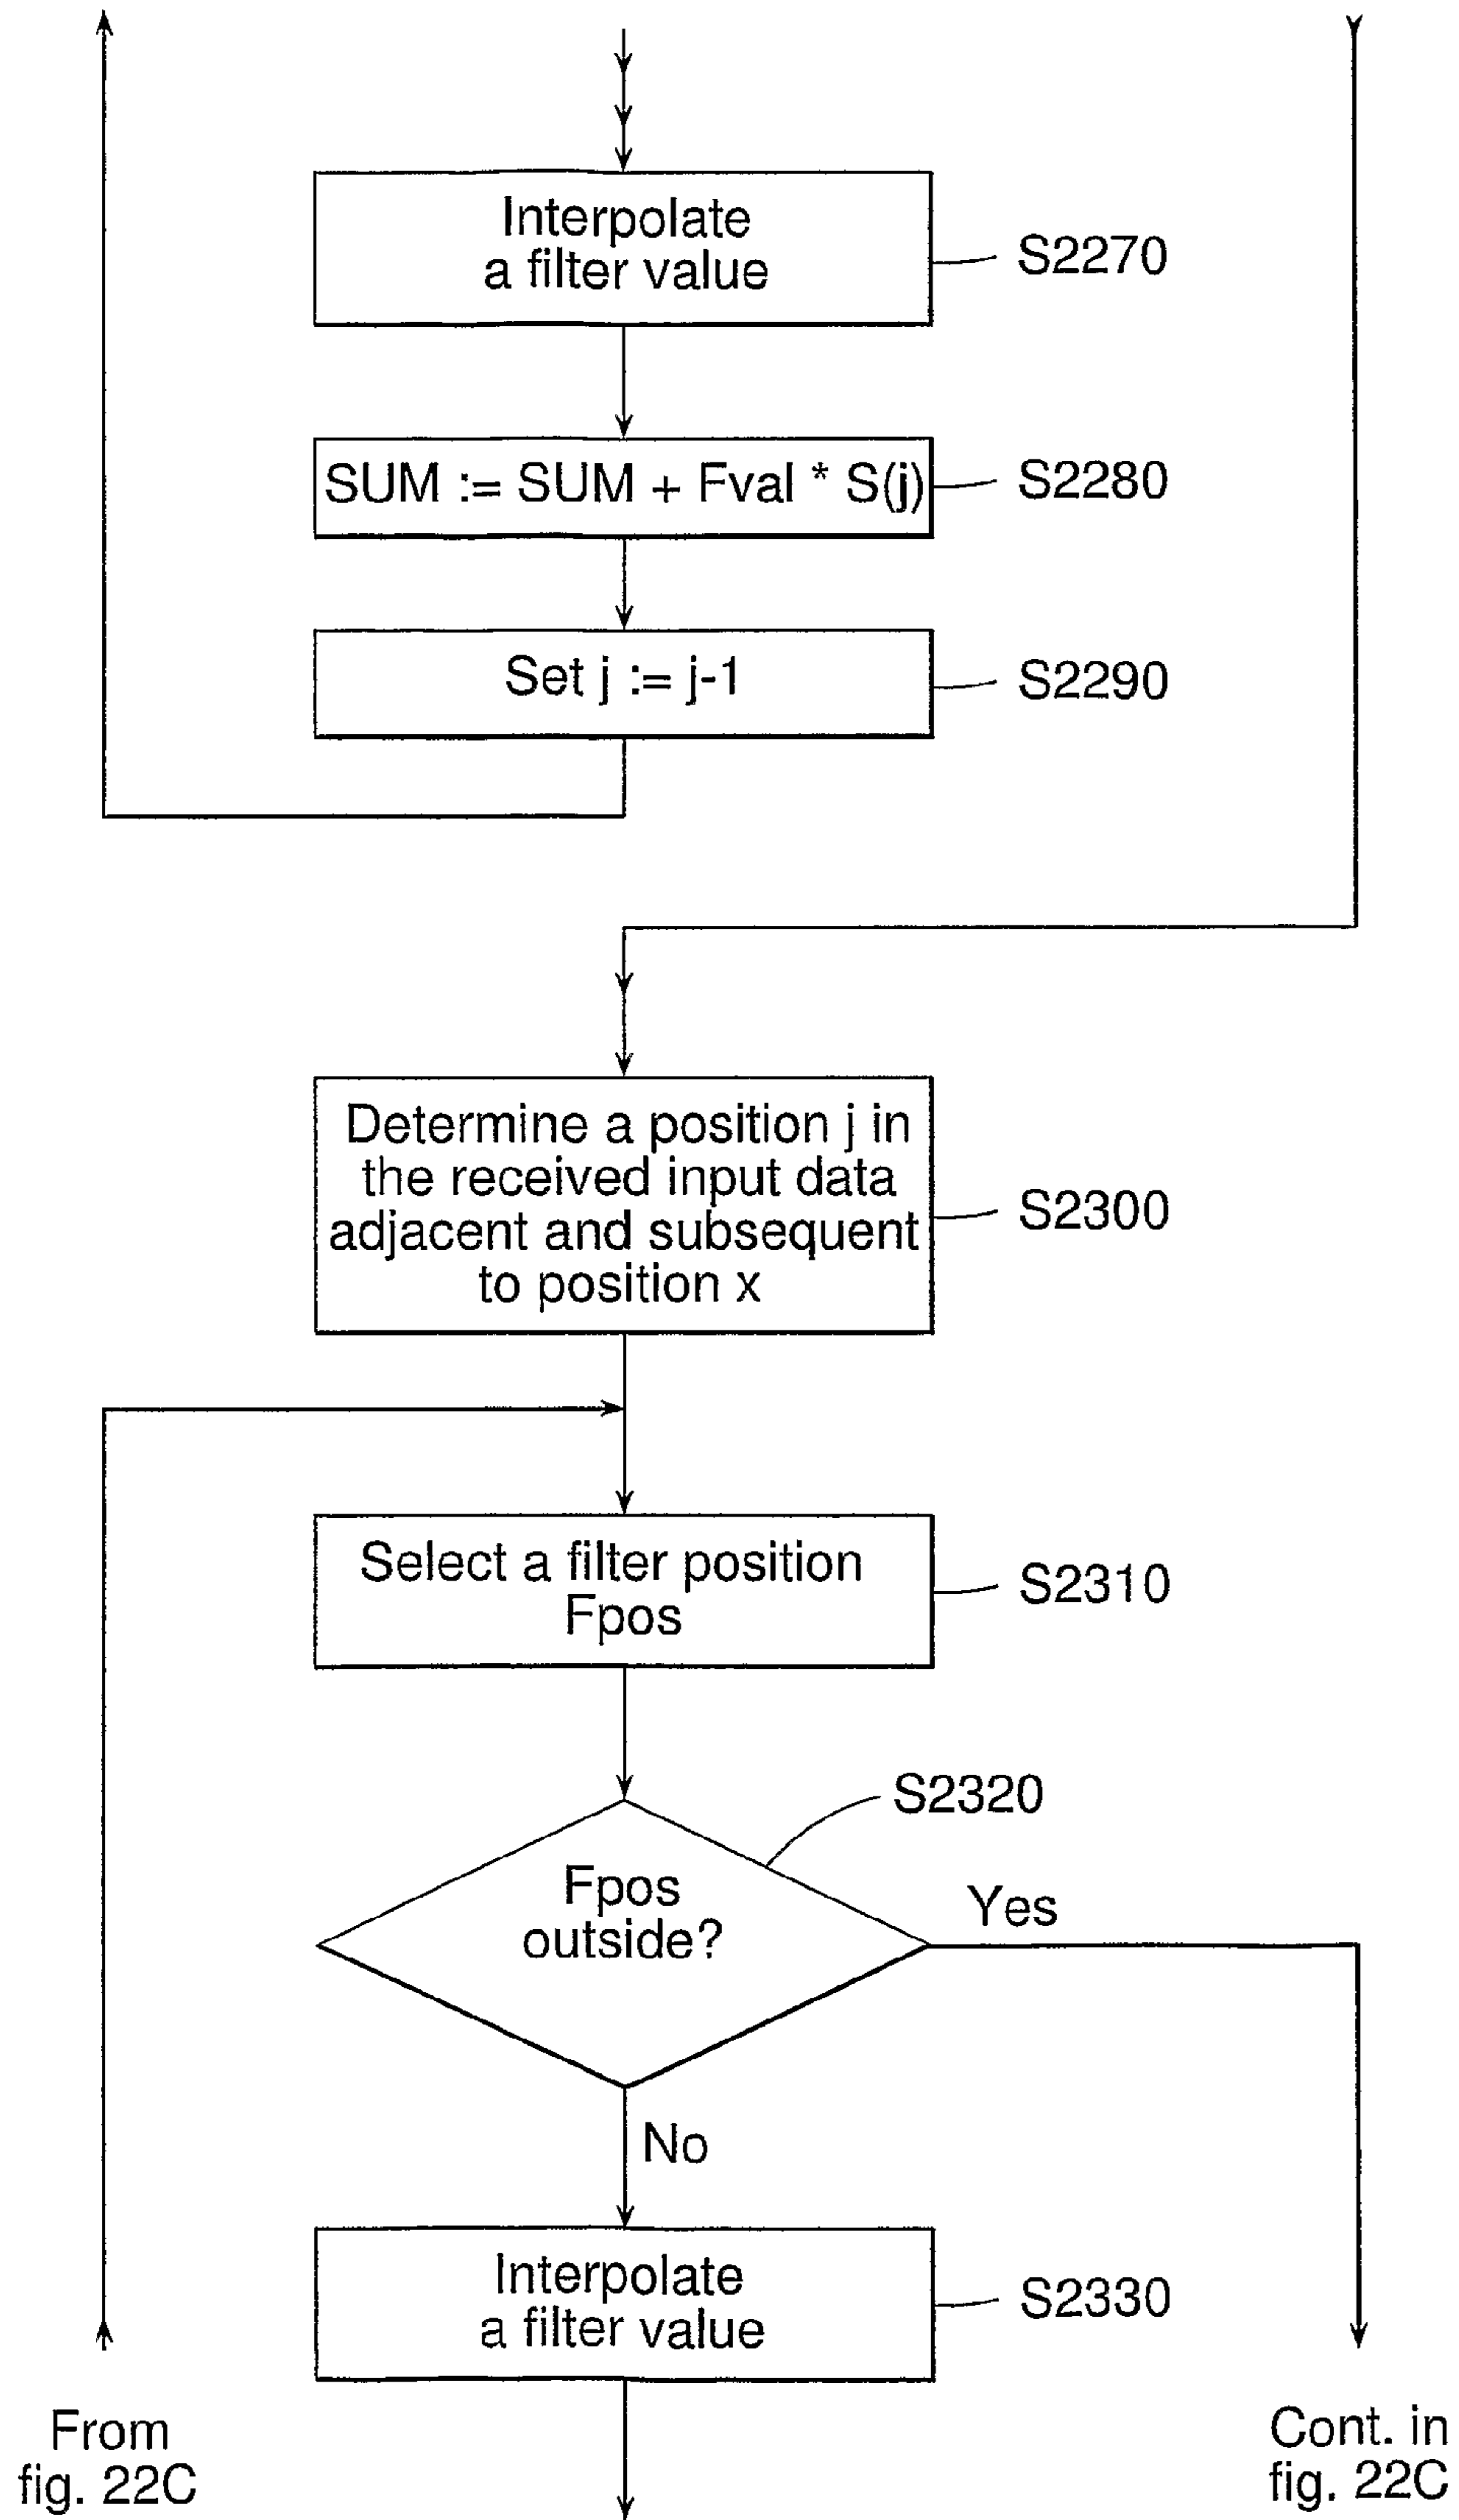 Interpolate
a filter value
S2270
SUM := SUM + Fval * S(j)
S2280
Set j := j-1
S2290
Determine a position j in
the received input data
adjacent and subsequent
to position x
S2300
Select a filter position
Fpos
S2310
S2320
Fpos
outside?
Yes
No
Interpolate
a filter value
S2330
From
fig. 22C
Cont. in
fig. 22C